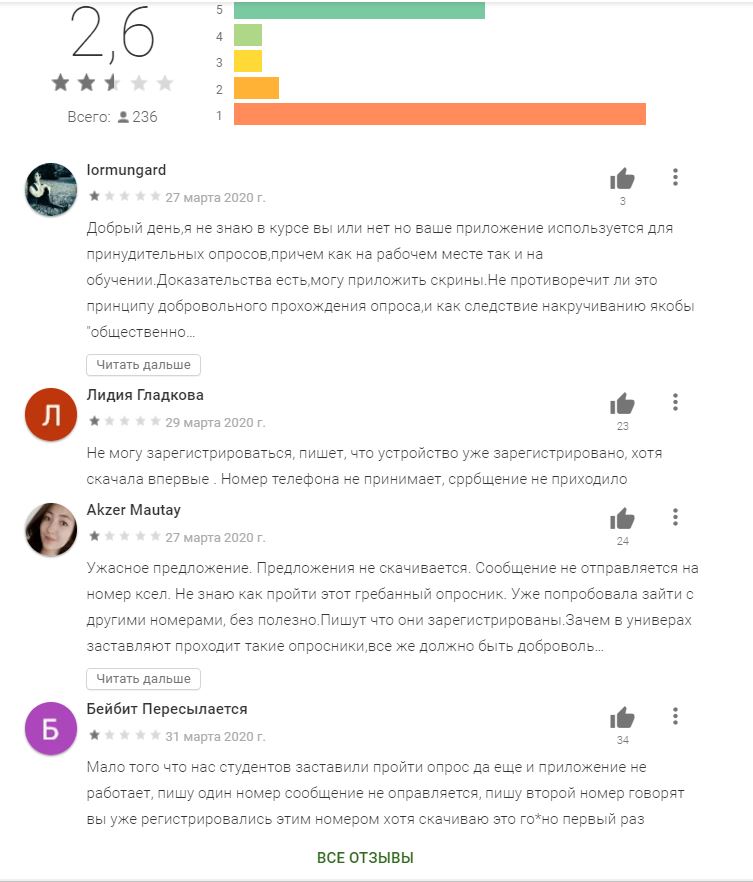 2,6
5
4
3
2
1
Всего: 236
Iormungard
27 марта 2020 г.
3
Добрый день,я не знаю в курсе вы или нет но ваше приложение используется для
принудительных опросов,причем как на рабочем месте так и на
обучении.Доказательства есть,могу приложить скрины.Не противоречит ли это
принципу добровольного прохождения опроса,и как следствие накручиванию якобы
"общественно...
Читать дальше
Л
Лидия Гладкова
29 марта 2020 г.
23
Не могу зарегистрироваться, пишет, что устройство уже зарегистрировано, хотя
скачала впервые . Номер телефона не принимает, сррбщение не приходило
Akzer Mautay
27 марта 2020 г.
24
Ужасное предложение. Предложения не скачивается. Сообщение не отправляется на
номер ксел. Не знаю как пройти этот гребанный опросник. Уже попробовала зайти с
другими номерами, без полезно.Пишут что они зарегистрированы.Зачем в универах
заставляют проходит такие опросники,все же должно быть доброволь...
Читать дальше
Б
Бейбит Пересылается
31 марта 2020 г.
34
Мало того что нас студентов заставили пройти опрос да еще и приложение не
работает, пишу один номер сообщение не оправляется, пишу второй номер говорят
вы уже регистрировались этим номером хотя скачиваю это го*но первый раз
ВСЕ ОТЗЫВЫ